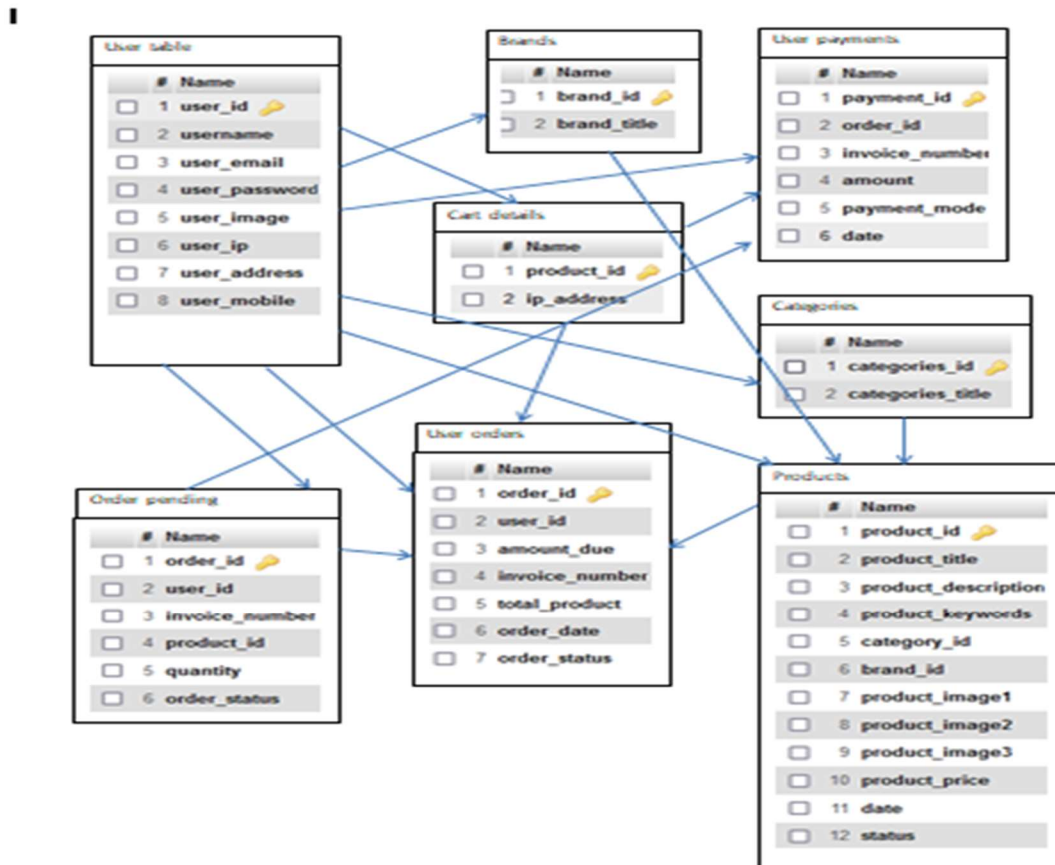 User table
# Name
1 user_id
2 username
3 user_email
4 user_password
5 user_image
6 user_ip
7 user_address
8 user_mobile
Brands
# Name
1 brand_id
2 brand_title
User payments
# Name
1 payment_id
2 order_id
3 invoice_number
4 amount
5 payment_mode
6 date
Cart details
# Name
1 product_id
2 ip_address
Categories
# Name
1 categories_id
2 categories_title
User orders
# Name
1 order_id
2 user_id
3 amount_due
4 invoice_number
5 total_product
6 order_date
7 order_status
Order pending
# Name
1 order_id
2 user_id
3 invoice_number
4 product_id
5 quantity
6 order_status
Products
# Name
1 product_id
2 product_title
3 product_description
4 product_keywords
5 category_id
6 brand_id
7 product_image1
8 product_image2
9 product_image3
10 product_price
11 date
12 status